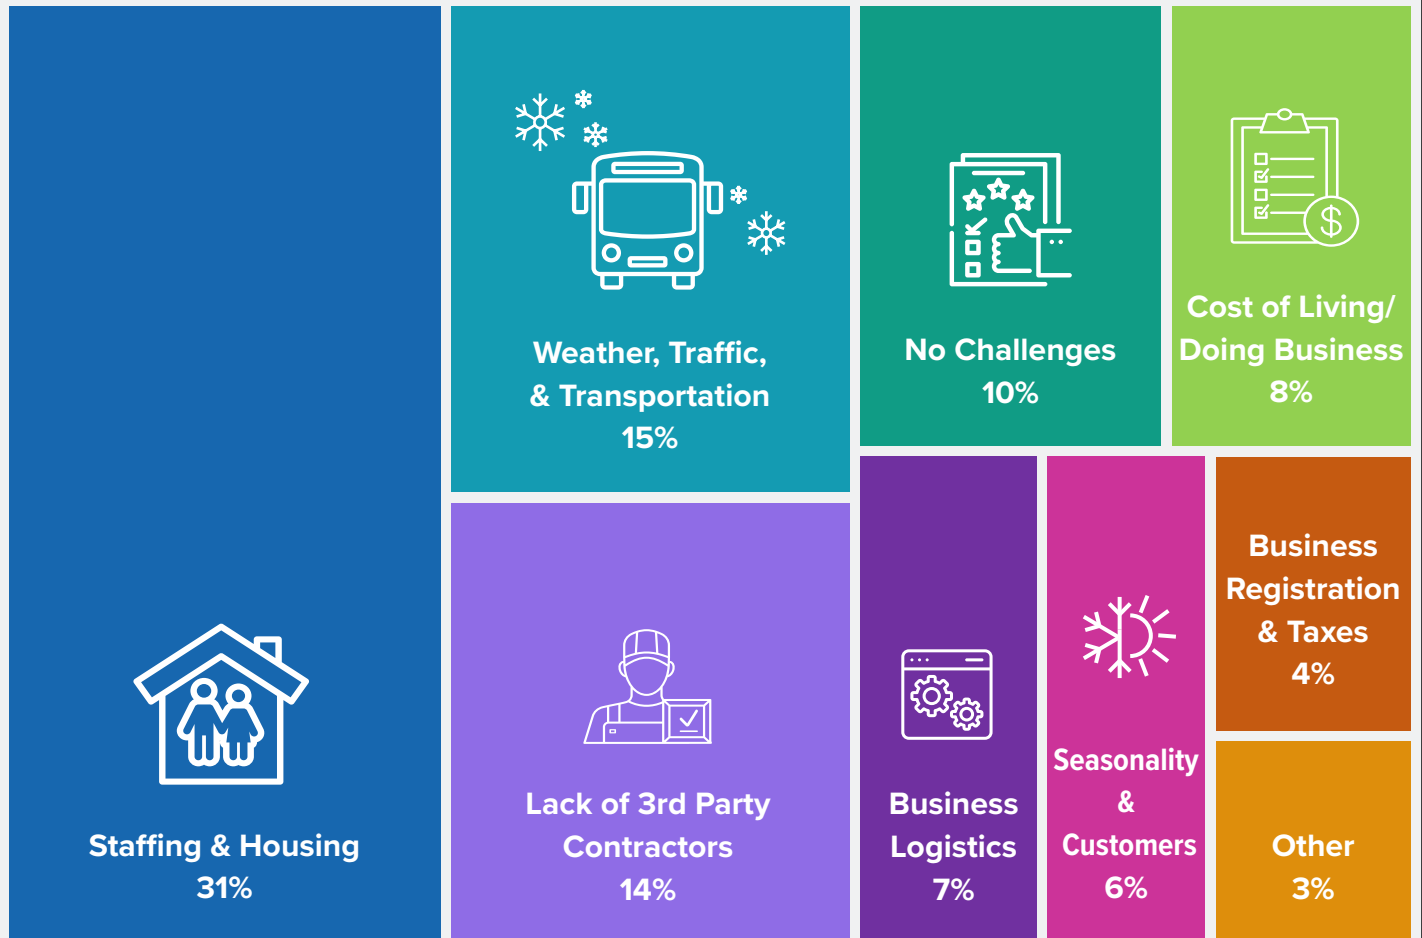 Staffing & Housing
31%
Weather, Traffic,
& Transportation
15%
Lack of 3rd Party
Contractors
14%
No Challenges
10%
Cost of Living/
Doing Business
8%
Business
Logistics
7%
Seasonality
&
Customers
6%
Business
Registration
& Taxes
4%
Other
3%